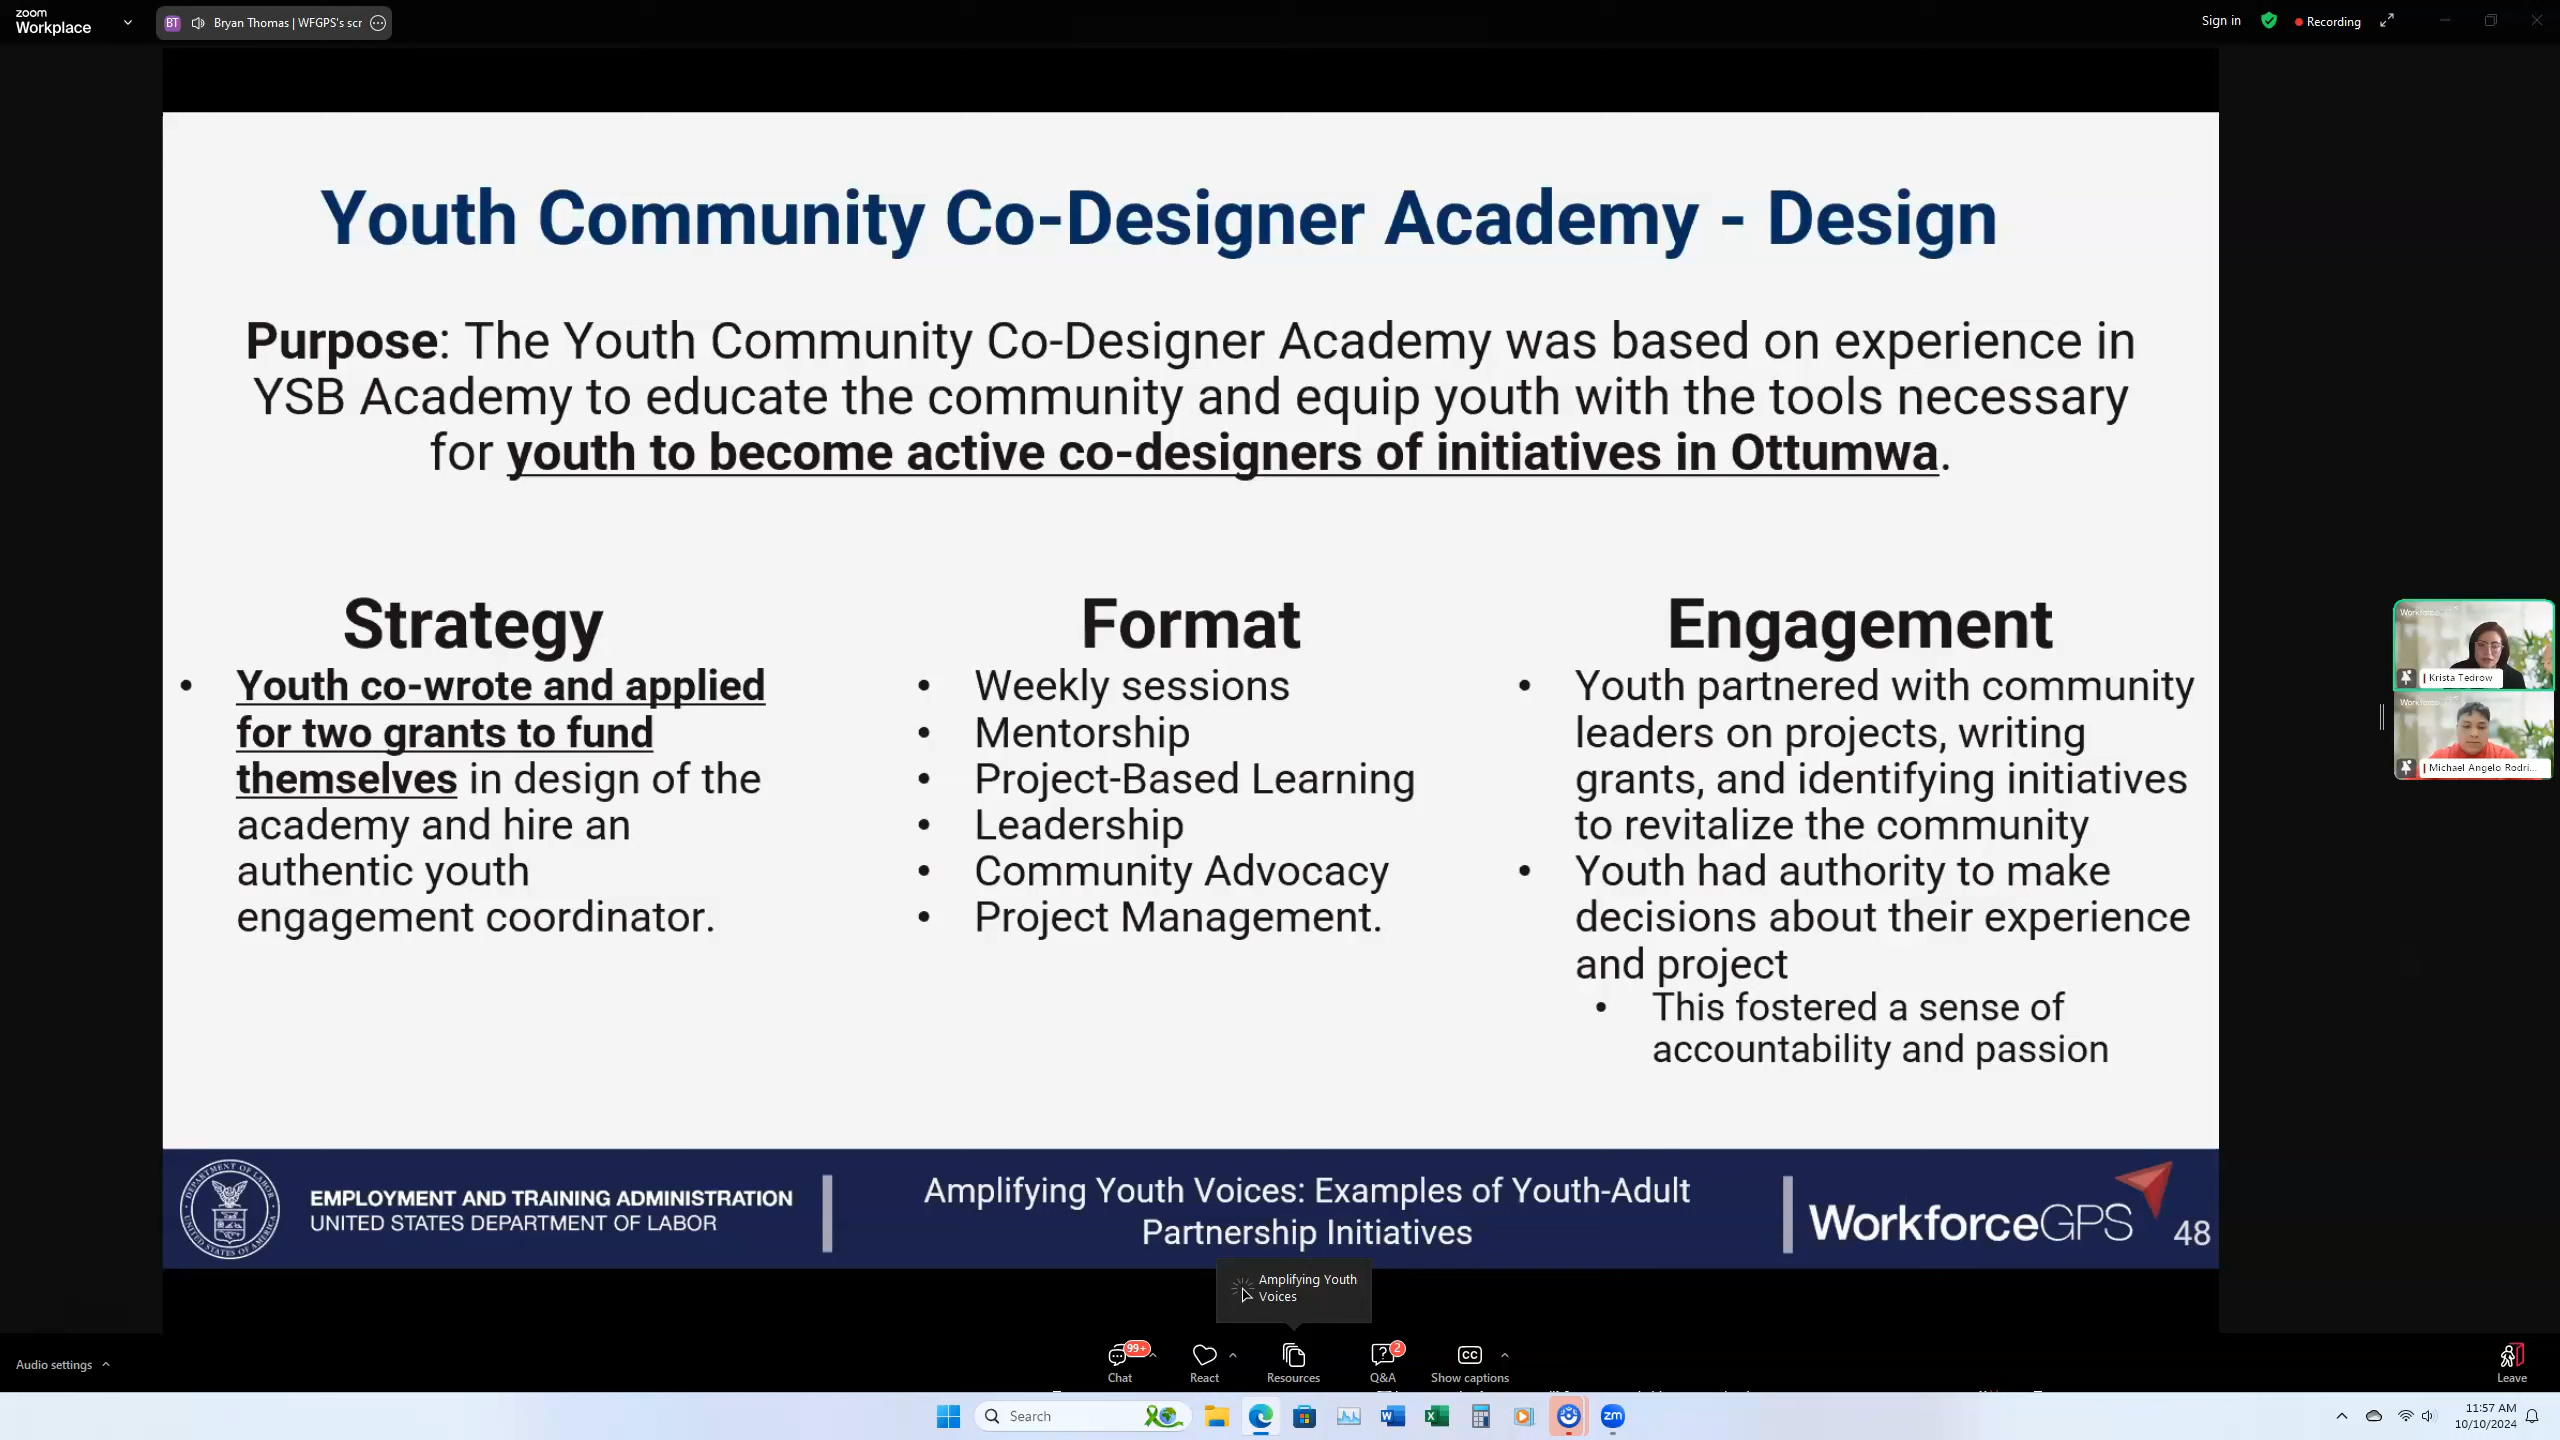 zoom
Workplace
BT
Bryan Thomas | WFGPS's scr
Sign in
Recording
Youth Community Co-Designer Academy - Design
Purpose: The Youth Community Co-Designer Academy was based on experience in
YSB Academy to educate the community and equip youth with the tools necessary
for youth to become active co-designers of initiatives in Ottumwa.
Strategy
• Youth co-wrote and applied
for two grants to fund
themselves in design of the
academy and hire an
authentic youth
engagement coordinator.
Format
• Weekly sessions
• Mentorship
• Project-Based Learning
• Leadership
• Community Advocacy
• Project Management.
Engagement
• Youth partnered with community
leaders on projects, writing
grants, and identifying initiatives
to revitalize the community
• Youth had authority to make
decisions about their experience
and project
• This fostered a sense of
accountability and passion
Krista Tedrow
Michael Angelo Rodri...
EMPLOYMENT AND TRAINING ADMINISTRATION
UNITED STATES DEPARTMENT OF LABOR
Amplifying Youth Voices: Examples of Youth-Adult
Partnership Initiatives
WorkforceGPS
48
Amplifying Youth
Voices
Audio settings
99+
Chat
React
Resources
2
Q&A
CC
Show captions
Leave
Search
zm
11:57 AM
10/10/2024